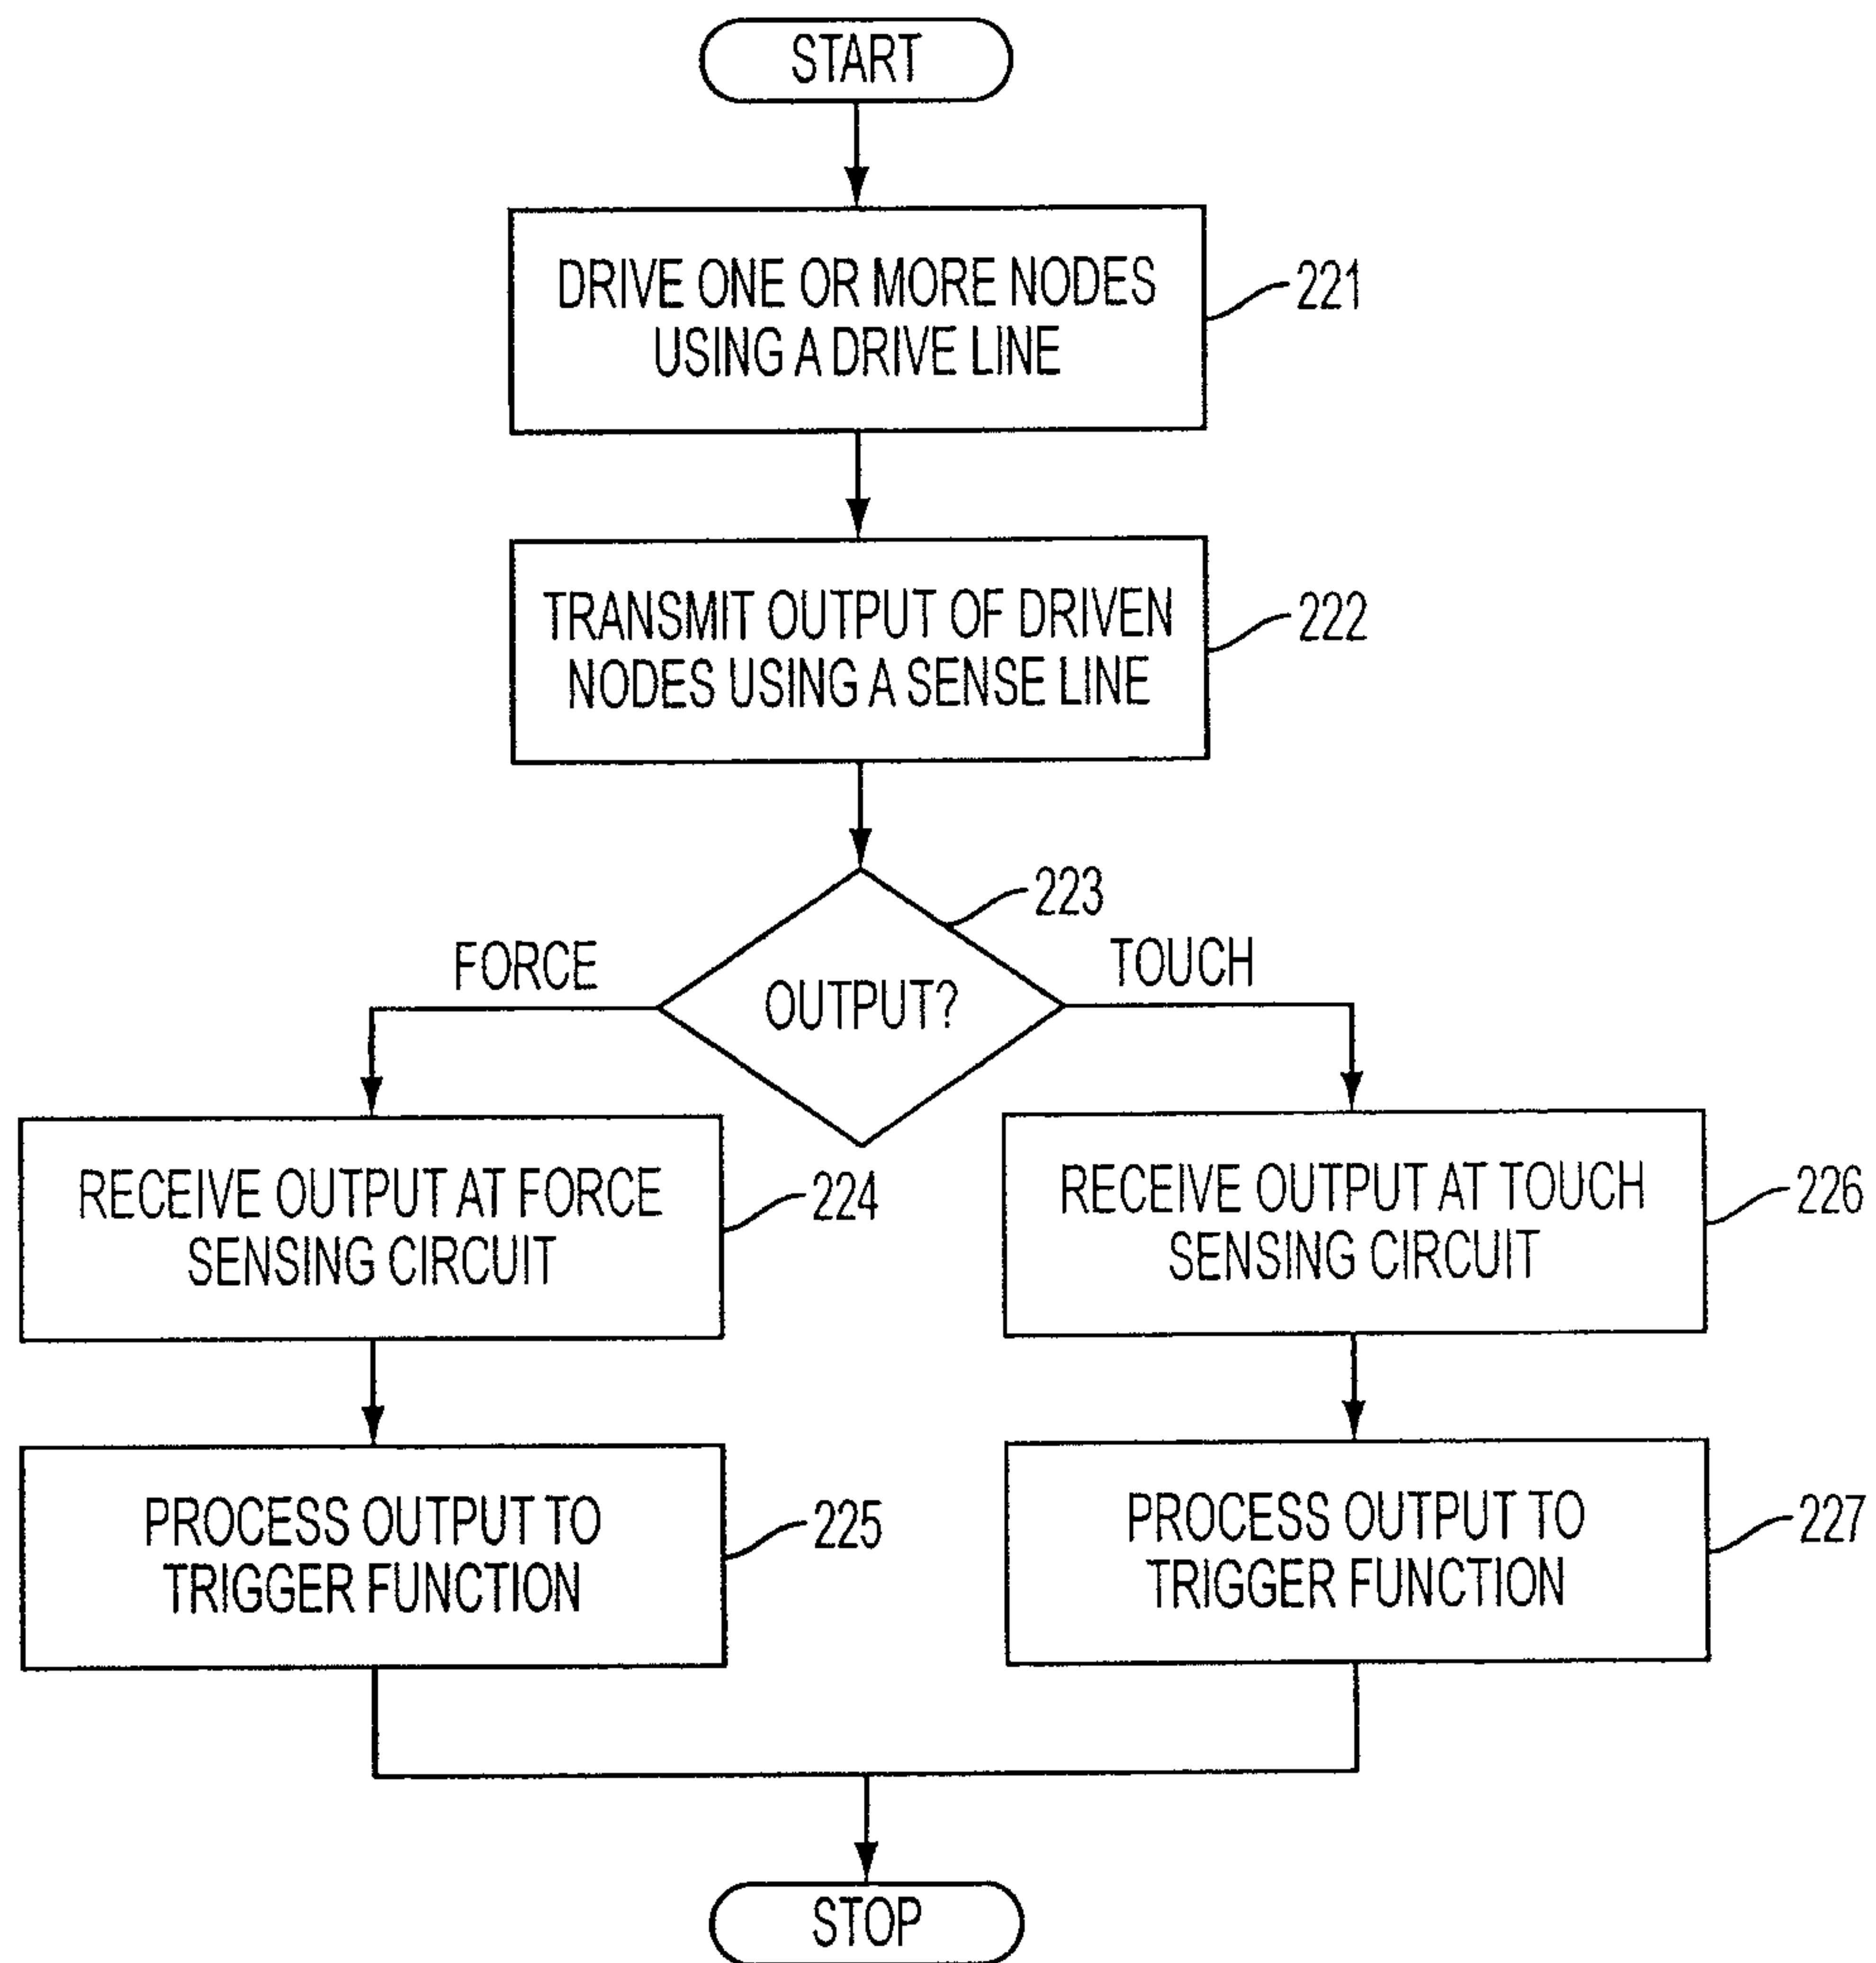 START
DRIVE ONE OR MORE NODES
USING A DRIVE LINE
221
TRANSMIT OUTPUT OF DRIVEN
NODES USING A SENSE LINE
222
223
FORCE
OUTPUT?
TOUCH
RECEIVE OUTPUT AT FORCE
SENSING CIRCUIT
224
RECEIVE OUTPUT AT TOUCH
SENSING CIRCUIT
226
PROCESS OUTPUT TO
TRIGGER FUNCTION
225
PROCESS OUTPUT TO
TRIGGER FUNCTION
227
STOP